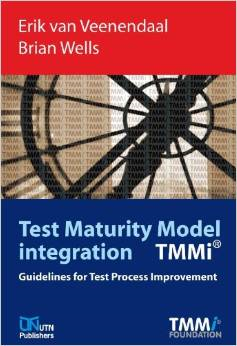 Erik van Veenendaal
Brian Wells
Test Maturity Model
integration TMMi®
Guidelines for Test Process Improvement
UTN
Publishers
TMMi
FOUNDATION